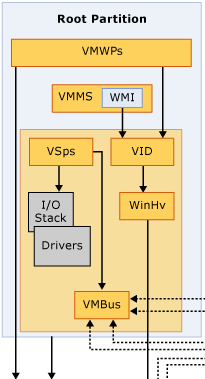 Root Partition
VMWPs
VMMS
WMI
VSps
VID
I/O
Stack
WinHv
Drivers
VMBus